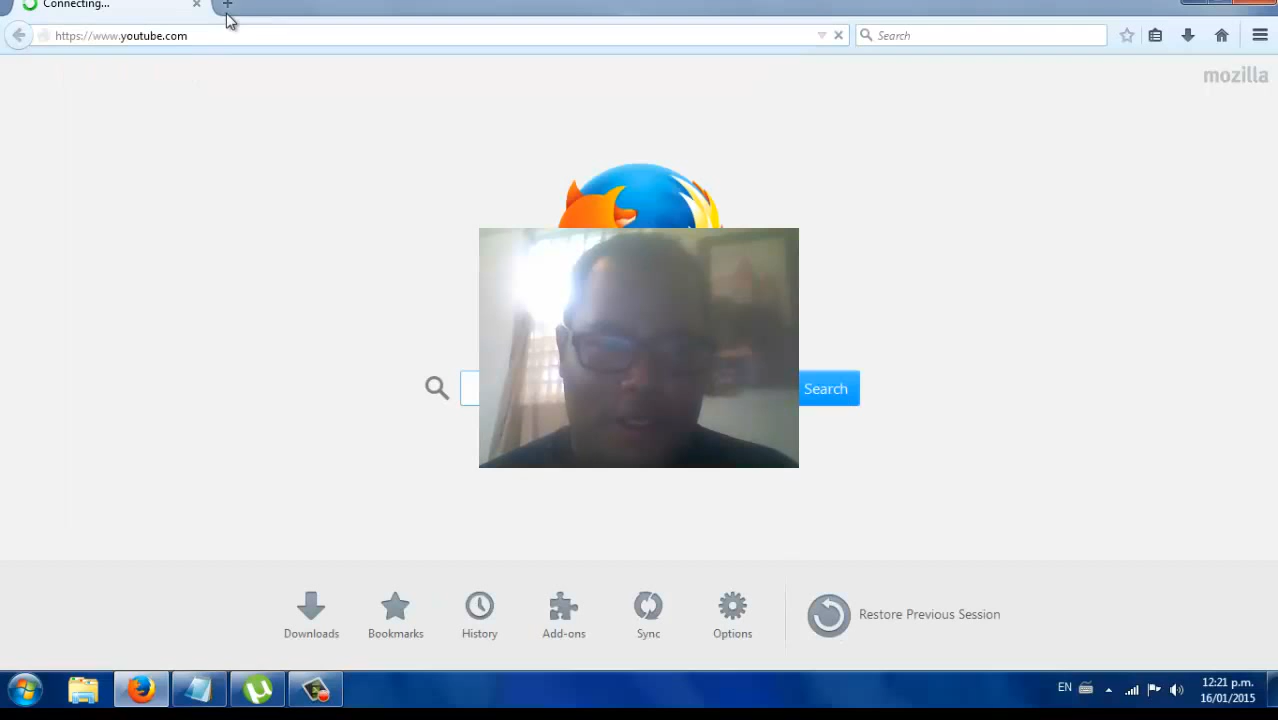 Connecting...
https://www.youtube.com
Search
mozilla
Search
Downloads
Bookmarks
History
Add-ons
Sync
Options
Restore Previous Session
EN
12:21 p.m.
16/01/2015